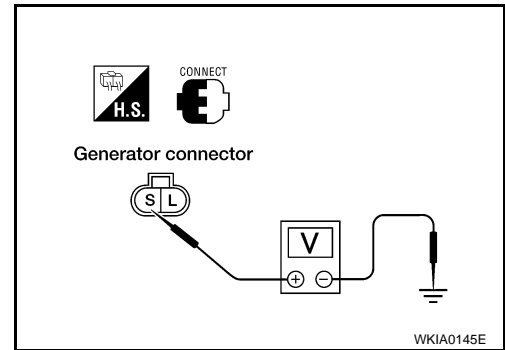 CONNECT
H.S.
Generator connector
S L
V
+ −
WKIA0145E